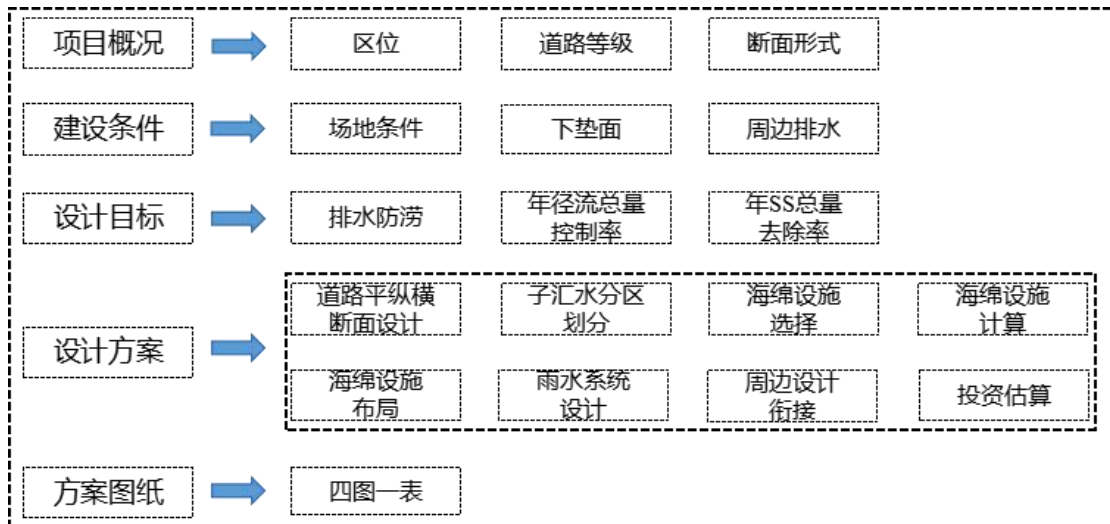 项目概况
区位
道路等级
断面形式
建设条件
场地条件
下垫面
周边排水
设计目标
排水防涝
年径流总量
控制率
年SS总量
去除率
设计方案
道路平纵横
断面设计
子汇水分区
划分
海绵设施
选择
海绵设施
计算
海绵设施
布局
雨水系统
设计
周边设计
衔接
投资估算
方案图纸
四图一表